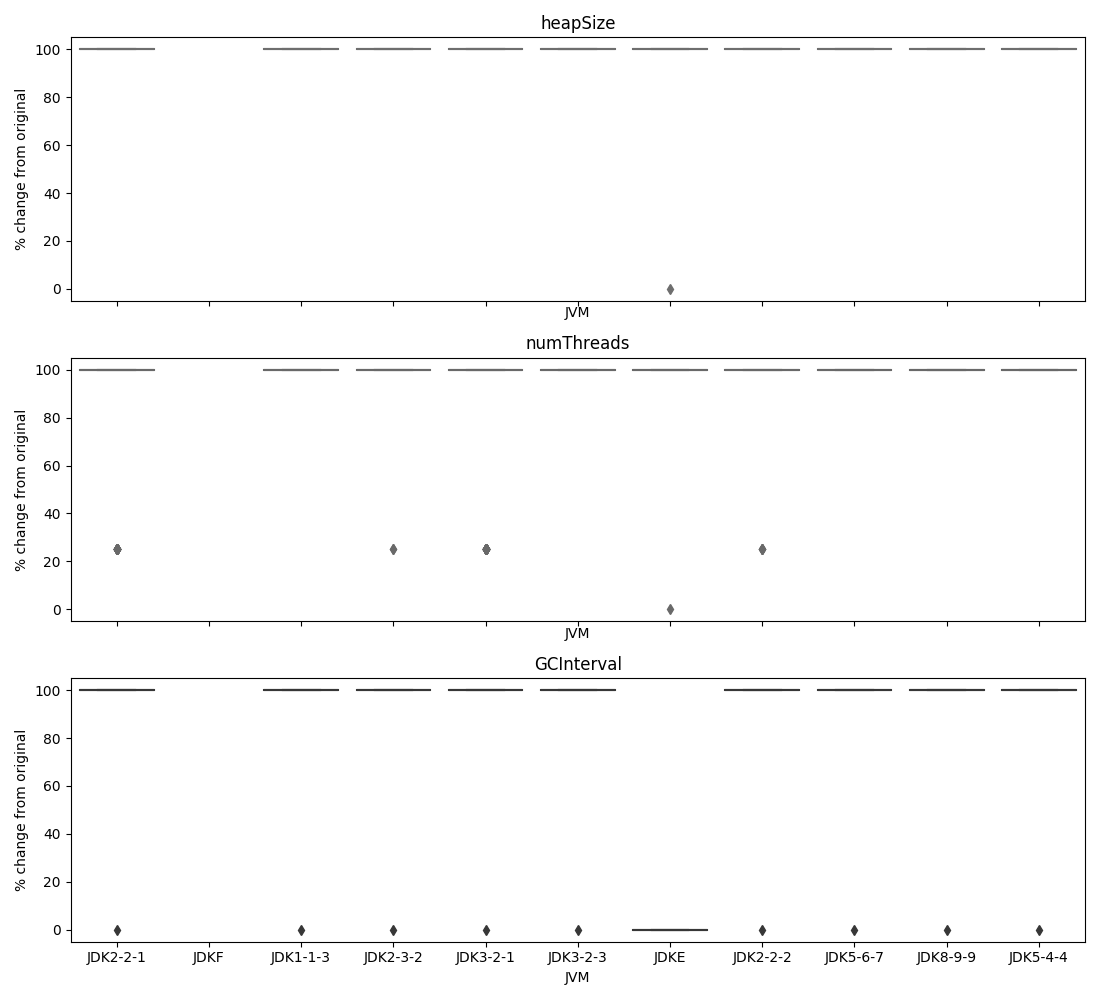 heapSize
% change from original
100
80
60
40
20
0
JVM
numThreads
% change from original
100
80
60
40
20
0
JVM
GCInterval
% change from original
100
80
60
40
20
0
JDK2-2-1 JDKF JDK1-1-3 JDK2-3-2 JDK3-2-1 JDK3-2-3 JDKE JDK2-2-2 JDK5-6-7 JDK8-9-9 JDK5-4-4
JVM